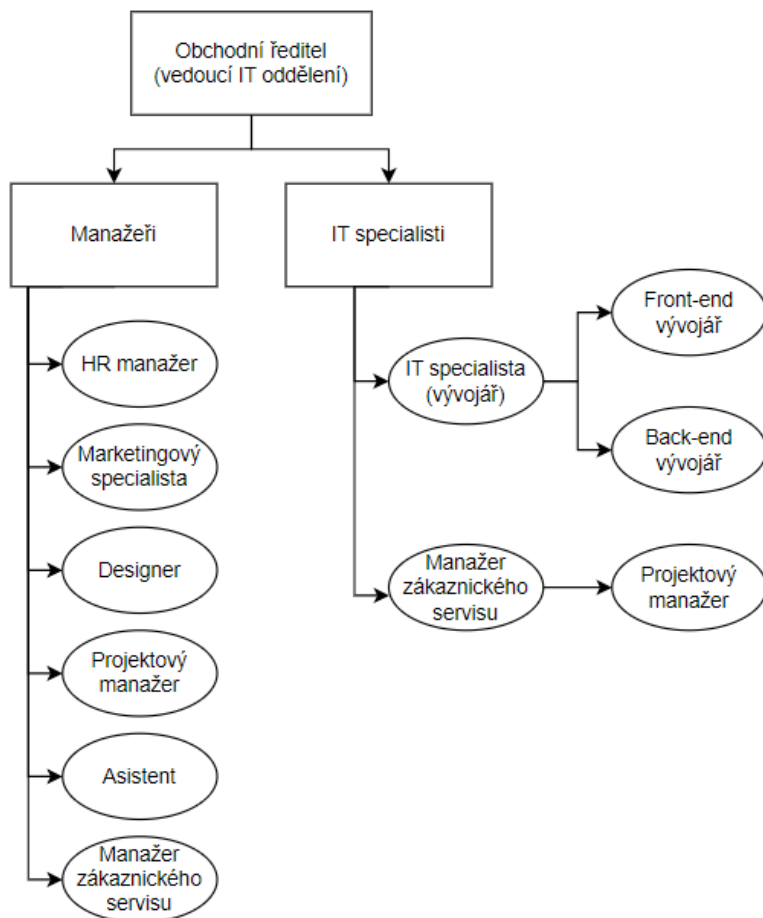 Obchodní ředitel
(vedoucí IT oddělení)
Manažeři
IT specialisti
HR manažer
Marketingový
specialista
Designer
Projektový
manažer
Asistent
Manažer
zákaznického
servisu
IT specialista
(vývojář)
Front-end
vývojář
Back-end
vývojář
Manažer
zákaznického
servisu
Projektový
manažer